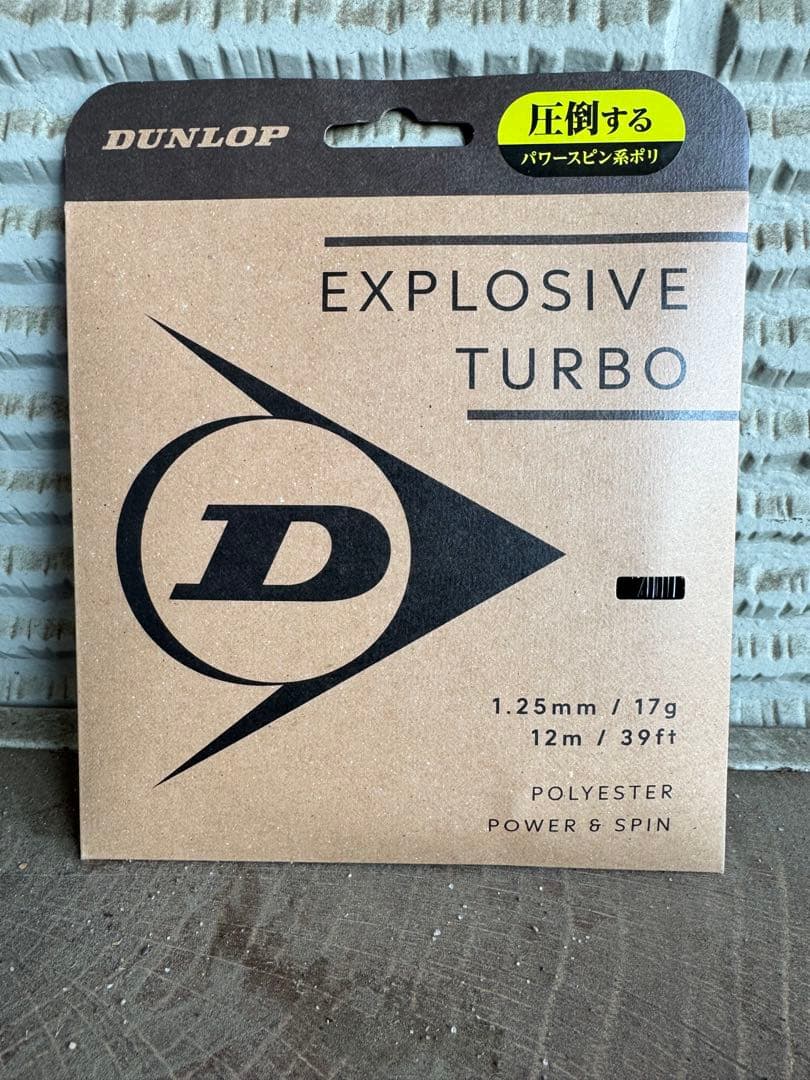 DUNLOP
圧倒する
パワースピン系ポリ
EXPLOSIVE
TURBO
D
1.25mm / 17g
12m / 39ft
POLYESTER
POWER & SPIN